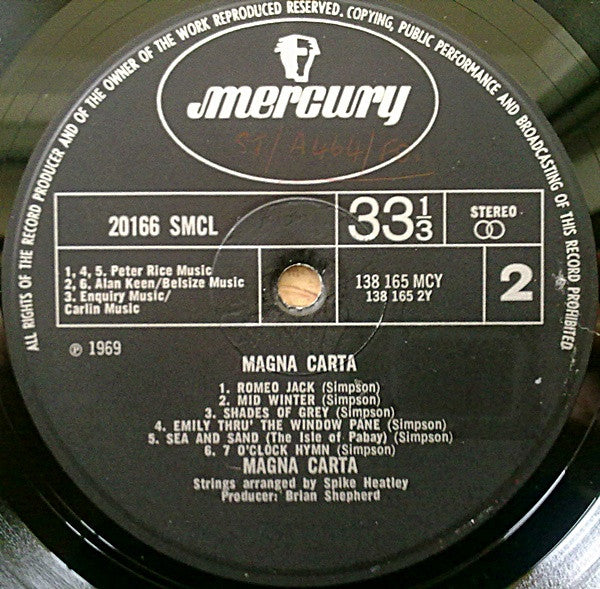 ALL RIGHTS OF THE RECORD PRODUCER AND OF THE OWNER OF THE WORK REPRODUCED RESERVED. COPYING, PUBLIC PERFORMANCE AND BROADCASTING OF THIS RECORD PROHIBITED
mercury
20166 SMCL
33 1/3
STEREO
1, 4, 5. Peter Rice Music
2, 6. Alan Keen/Belsize Music
3. Enquiry Music/
Carlin Music
138 165 MCY
138 165 2Y
2
℗ 1969
MAGNA CARTA
1. ROMEO JACK (Simpson)
2. MID WINTER (Simpson)
3. SHADES OF GREY (Simpson)
4. EMILY THRU' THE WINDOW PANE (Simpson)
5. SEA AND SAND (The Isle of Pabay) (Simpson)
6. 7 O'CLOCK HYMN (Simpson)
MAGNA CARTA
Strings arranged by Spike Heatley
Producer: Brian Shepherd